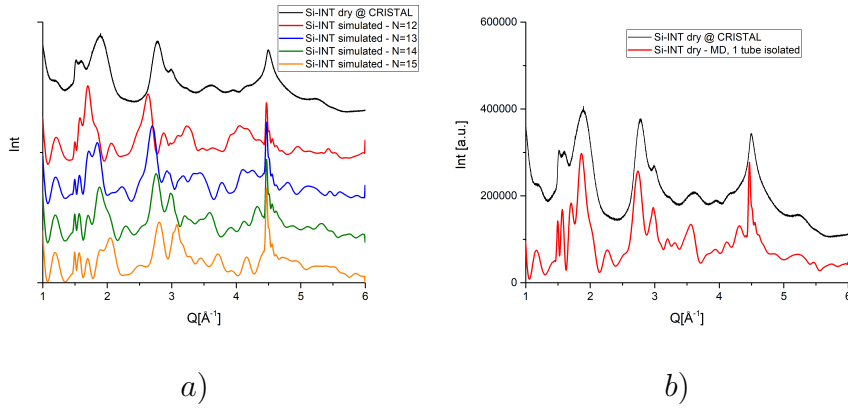 Si-INT dry @ CRISTAL
Si-INT simulated - N=12
Si-INT simulated - N=13
Si-INT simulated - N=14
Si-INT simulated - N=15
Int
1 2 3 4 5 6
Q[Å⁻¹]
a)
Si-INT dry @ CRISTAL
Si-INT dry - MD, 1 tube isolated
600000
400000
200000
0
Int [a.u.]
1 2 3 4 5 6
Q[Å⁻¹]
b)